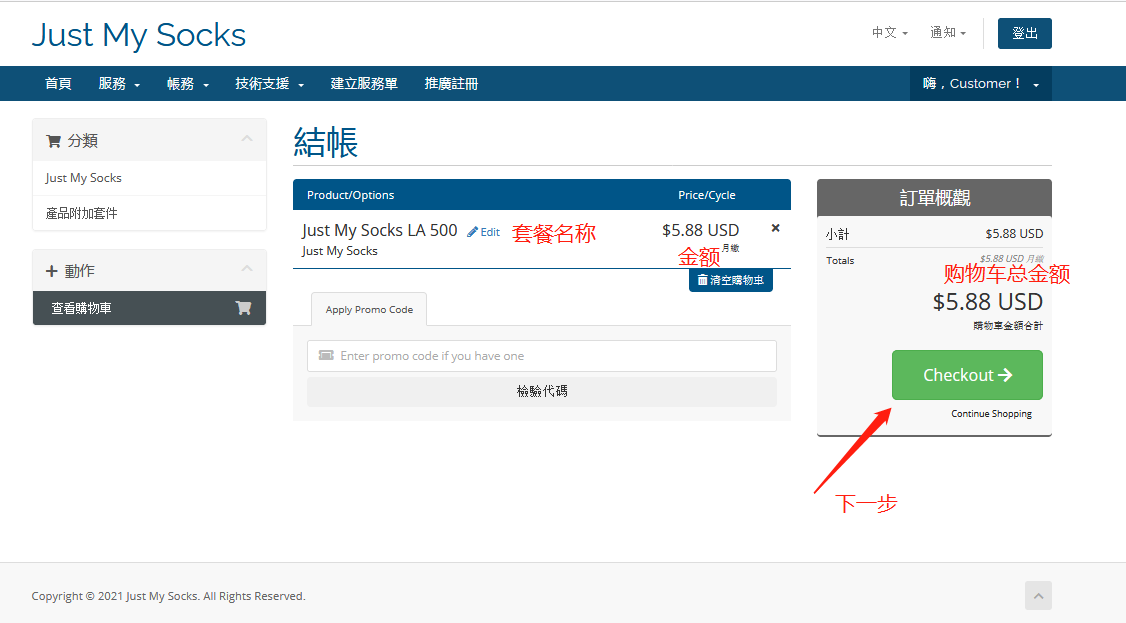 Just My Socks
中文
通知
登出
首頁
服務
帳務
技術支援
建立服務單
推廣註冊
嗨，Customer！
分類
Just My Socks
產品附加套件
動作
查看購物車
結帳
Product/Options
Price/Cycle
Just My Socks LA 500
Edit
套餐名称
$5.88 USD
Just My Socks
月繳
金额
清空購物車
Apply Promo Code
Enter promo code if you have one
檢驗代碼
訂單概觀
小計
$5.88 USD
Totals
$5.88 USD 月繳
购物车总金额
$5.88 USD
購物車金額合計
Checkout
Continue Shopping
下一步
Copyright © 2021 Just My Socks. All Rights Reserved.